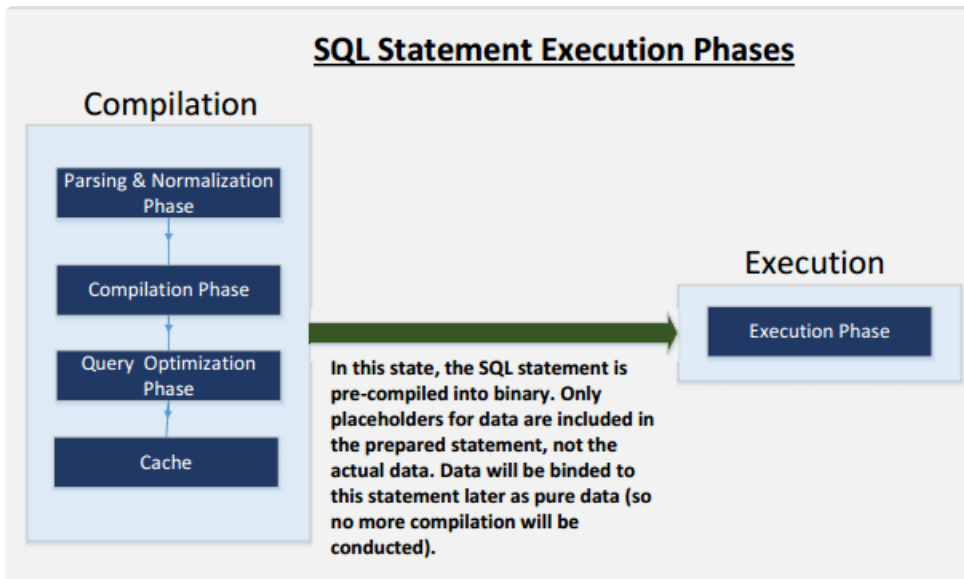 SQL Statement Execution Phases
Compilation
Parsing & Normalization
Phase
Compilation Phase
Query Optimization
Phase
Cache
Execution
Execution Phase
In this state, the SQL statement is
pre-compiled into binary. Only
placeholders for data are included in
the prepared statement, not the
actual data. Data will be binded to
this statement later as pure data (so
no more compilation will be
conducted).